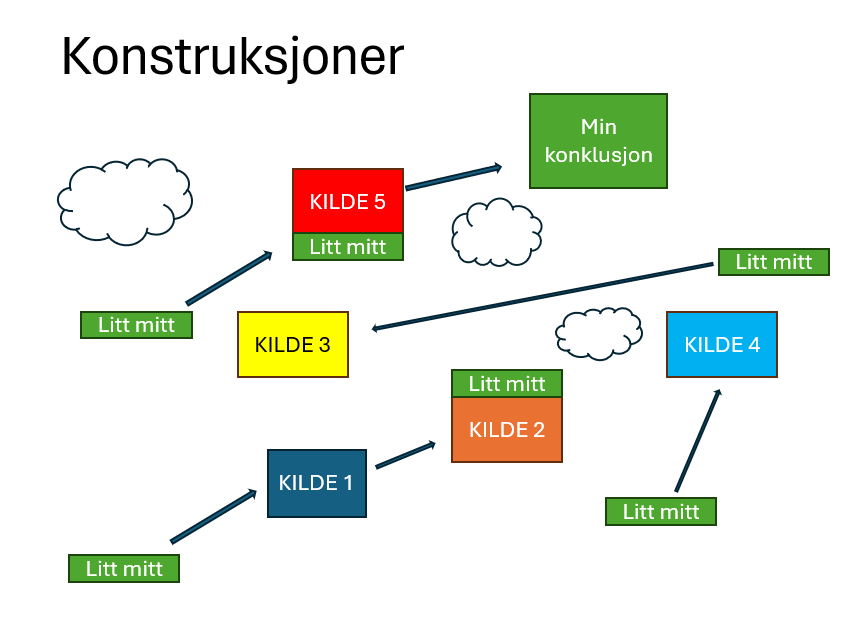 Konstruksjoner
Min
konklusjon
KILDE 5
Litt mitt
Litt mitt
Litt mitt
KILDE 3
KILDE 4
Litt mitt
KILDE 2
KILDE 1
Litt mitt
Litt mitt